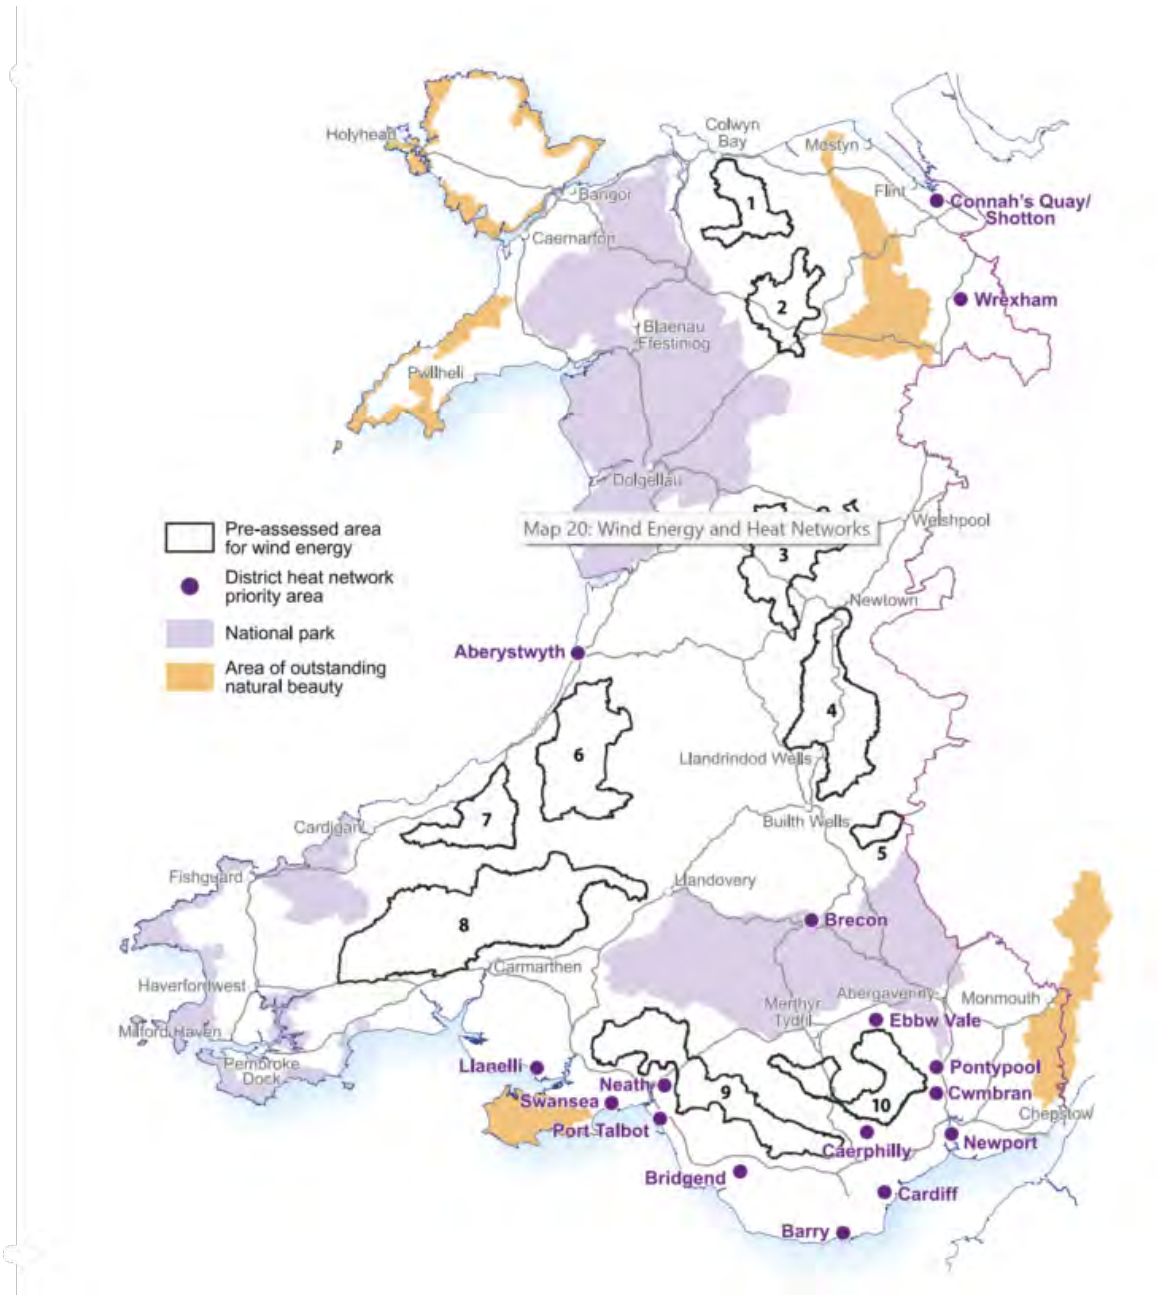 Colwyn
Bay
Holyhead
Mostyn
Flint
Bangor
1
Connah's Quay/
Shotton
Caernarfon
2
Wrexham
Blaenau
Ffestiniog
Pwllheli
Dolgellau
Pre-assessed area
for wind energy
Map 20: Wind Energy and Heat Networks
Welshpool
3
District heat network
priority area
Newtown
National park
Aberystwyth
Area of outstanding
natural beauty
4
6
Llandrindod Wells
7
Cardigan
Builth Wells
5
Fishguard
Llandovery
8
Brecon
Carmarthen
Haverfordwest
Abergavenny
Monmouth
Merthyr
Tydfil
Ebbw Vale
Milford Haven
Pembroke
Dock
Llanelli
Pontypool
Neath
9
Cwmbran
Swansea
10
Chepstow
Port Talbot
Newport
Caerphilly
Bridgend
Cardiff
Barry